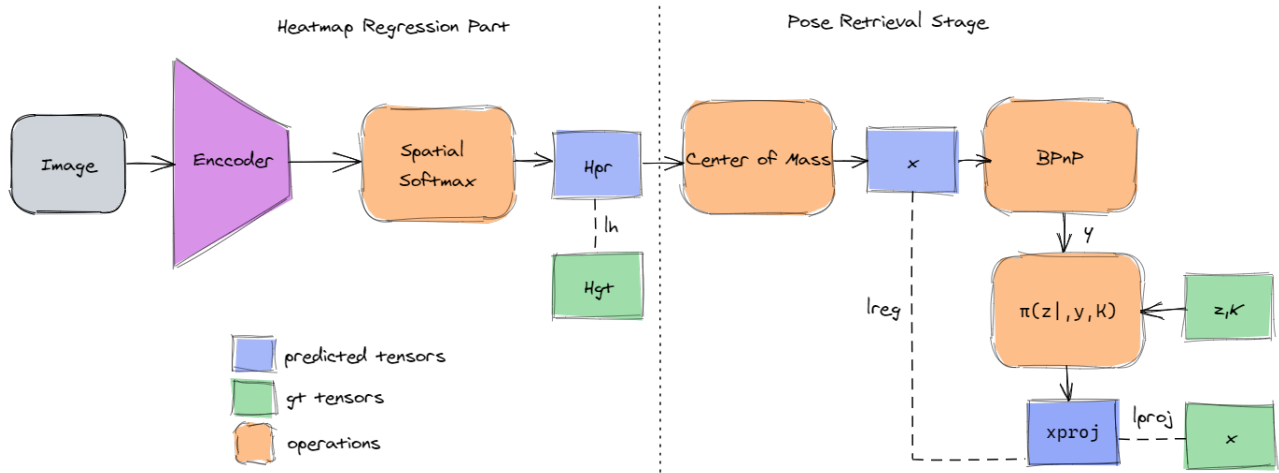 Heatmap Regression Part
Pose Retrieval Stage
Image
Enccoder
Spatial
Softmax
Hpr
Center of Mass
x
BPnP
lh
y
Hgt
lreg
π(z|,y,K)
z,K
predicted tensors
gt tensors
operations
xproj
lproj
x